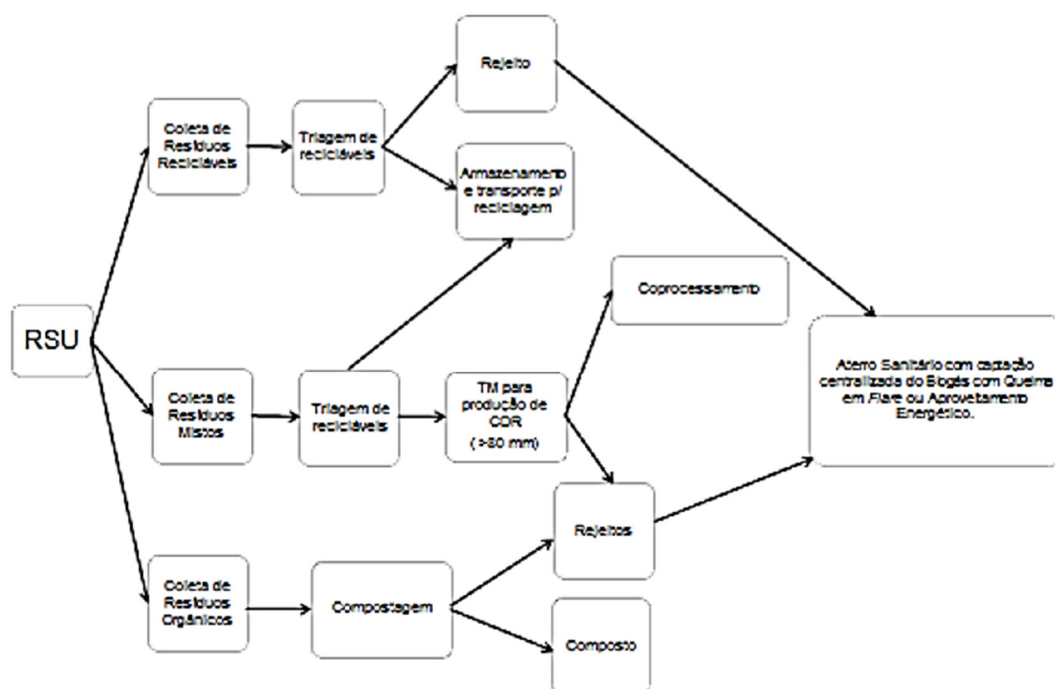 Rejeito
Coleta de
Resíduos
Recicláveis
Triagem de
recicláveis
Armazenamento
e transporte p/
reciclagem
Coprocessamento
RSU
Aterro Sanitário com captação
centralizada do Biogás com Queima
em Flare ou Aproveitamento
Energético.
Coleta de
Resíduos
Mistos
Triagem de
recicláveis
TM para
produção de
CDR
(>80 mm)
Rejeitos
Coleta de
Resíduos
Orgânicos
Compostagem
Composto